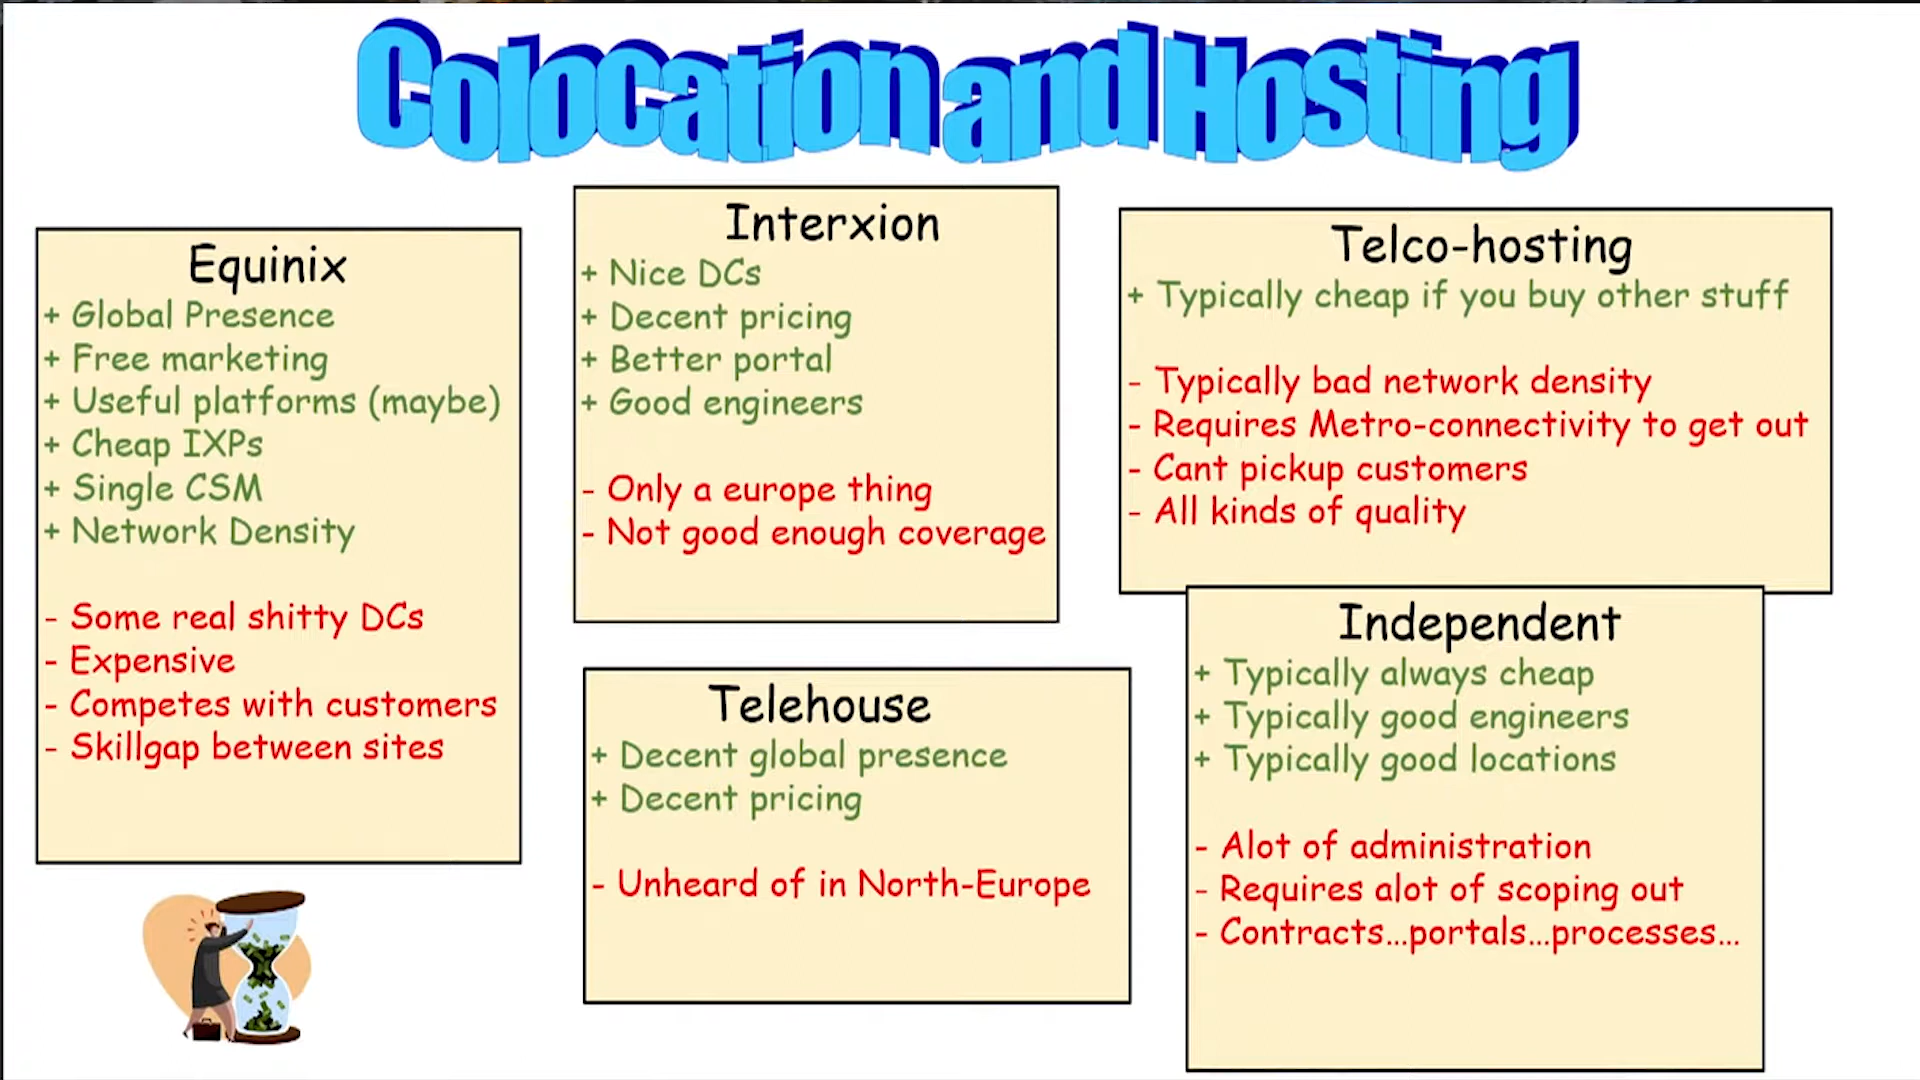 Colocation and Hosting
Equinix
+ Global Presence
+ Free marketing
+ Useful platforms (maybe)
+ Cheap IXPs
+ Single CSM
+ Network Density
- Some real shitty DCs
- Expensive
- Competes with customers
- Skillgap between sites
Interxion
+ Nice DCs
+ Decent pricing
+ Better portal
+ Good engineers
- Only a europe thing
- Not good enough coverage
Telehouse
+ Decent global presence
+ Decent pricing
- Unheard of in North-Europe
Telco-hosting
+ Typically cheap if you buy other stuff
- Typically bad network density
- Requires Metro-connectivity to get out
- Cant pickup customers
- All kinds of quality
Independent
+ Typically always cheap
+ Typically good engineers
+ Typically good locations
- Alot of administration
- Requires alot of scoping out
- Contracts...portals...processes...